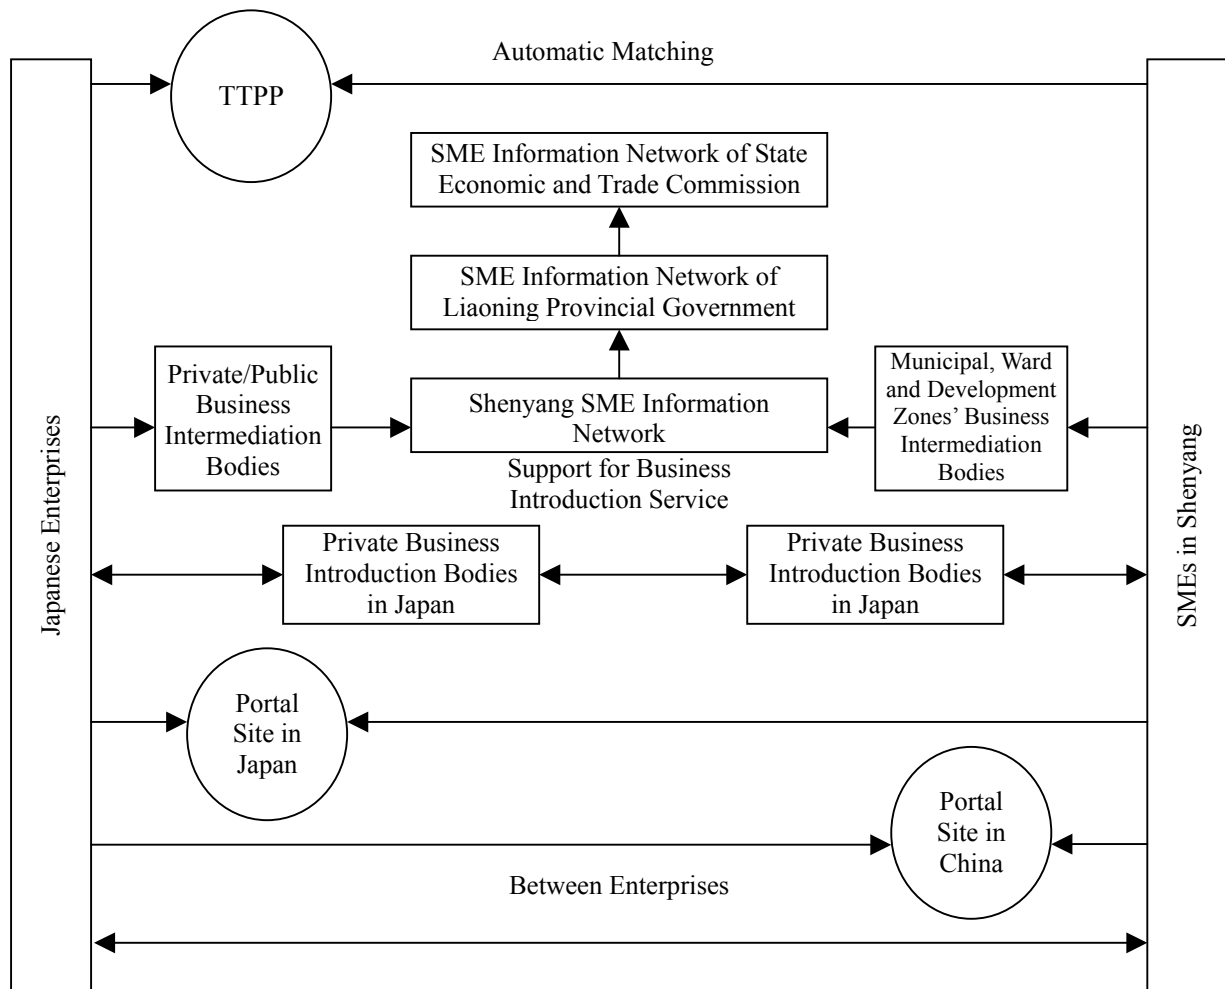 Automatic Matching
TTPP
SME Information Network of State
Economic and Trade Commission
SME Information Network of
Liaoning Provincial Government
Japanese Enterprises
Private/Public
Business
Intermediation
Bodies
Shenyang SME Information
Network
Municipal, Ward
and Development
Zones’ Business
Intermediation
Bodies
SMEs in Shenyang
Support for Business
Introduction Service
Private Business
Introduction Bodies
in Japan
Private Business
Introduction Bodies
in Japan
Portal
Site in
Japan
Portal
Site in
China
Between Enterprises